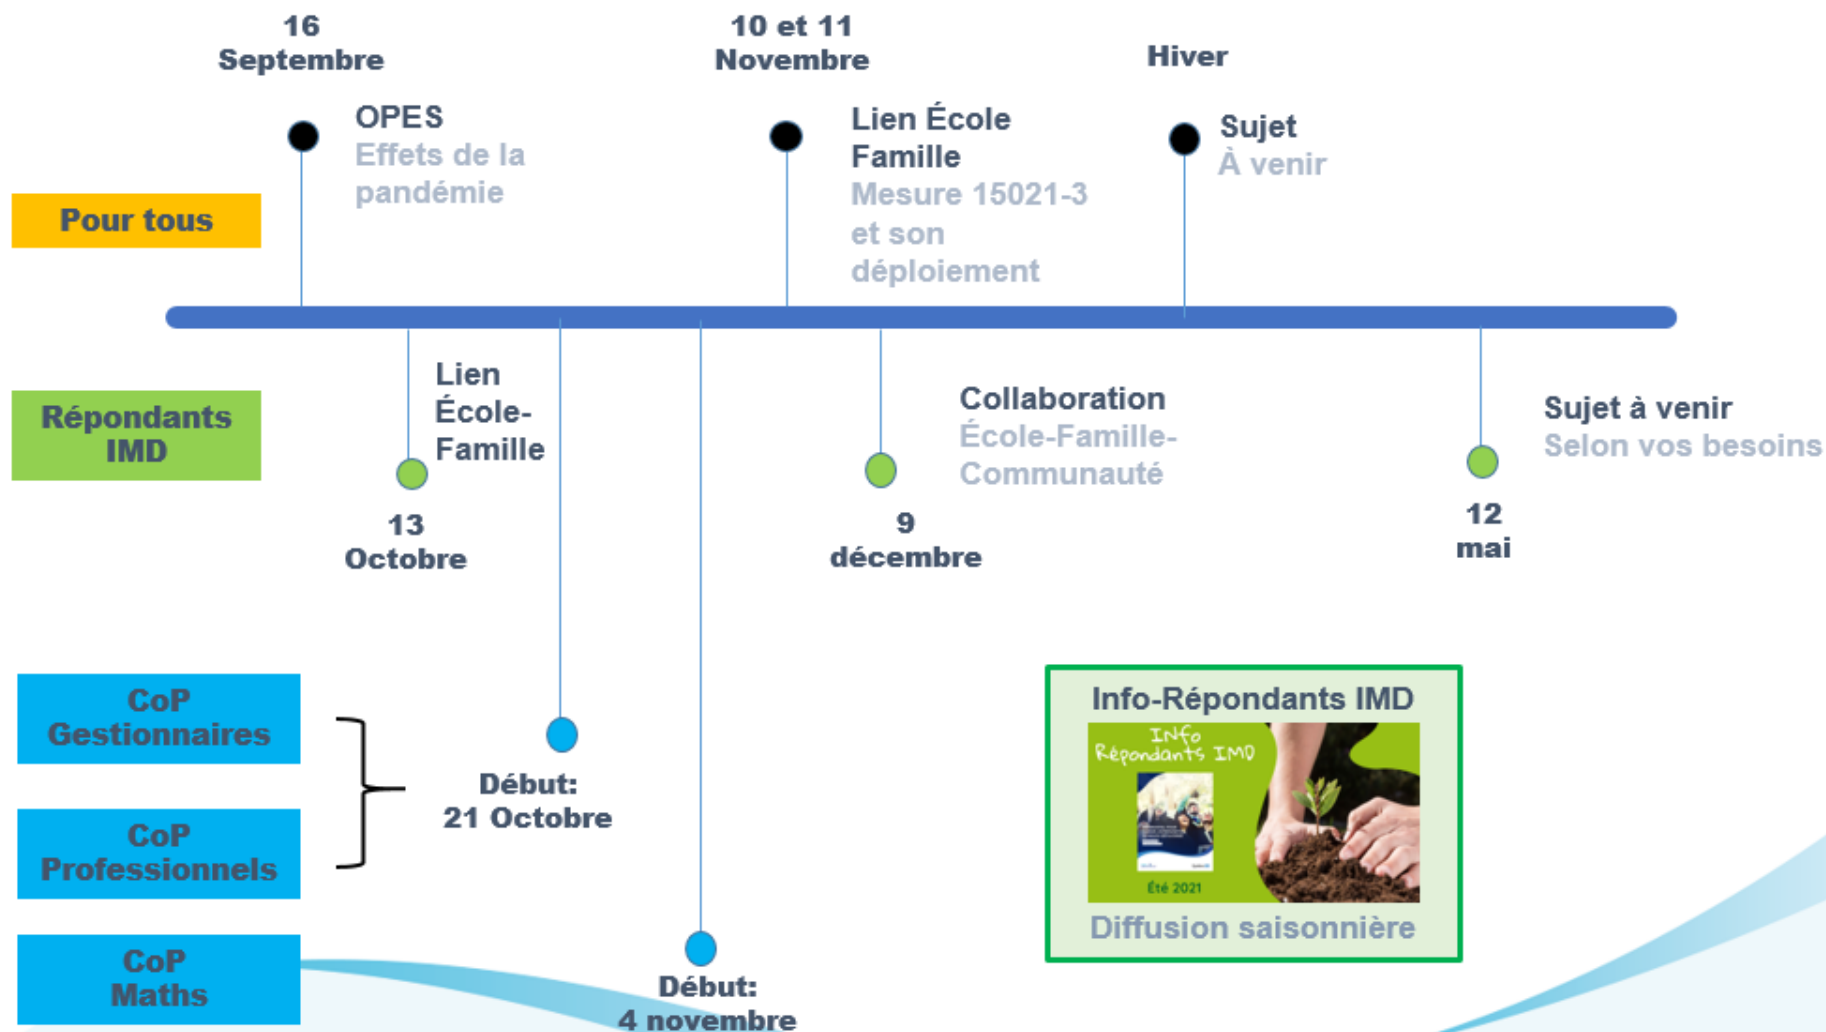 16
Septembre
10 et 11
Novembre
Hiver
OPES
Effets de la
pandémie
Lien École
Famille
Mesure 15021-3
et son
déploiement
Sujet
À venir
Pour tous
Répondants
IMD
Lien
École-
Famille
13
Octobre
Collaboration
École-Famille-
Communauté
9
décembre
Sujet à venir
Selon vos besoins
12
mai
CoP
Gestionnaires
CoP
Professionnels
Début:
21 Octobre
CoP
Maths
Début:
4 novembre
Info-Répondants IMD
INfo
Répondants IMD
Été 2021
Diffusion saisonnière